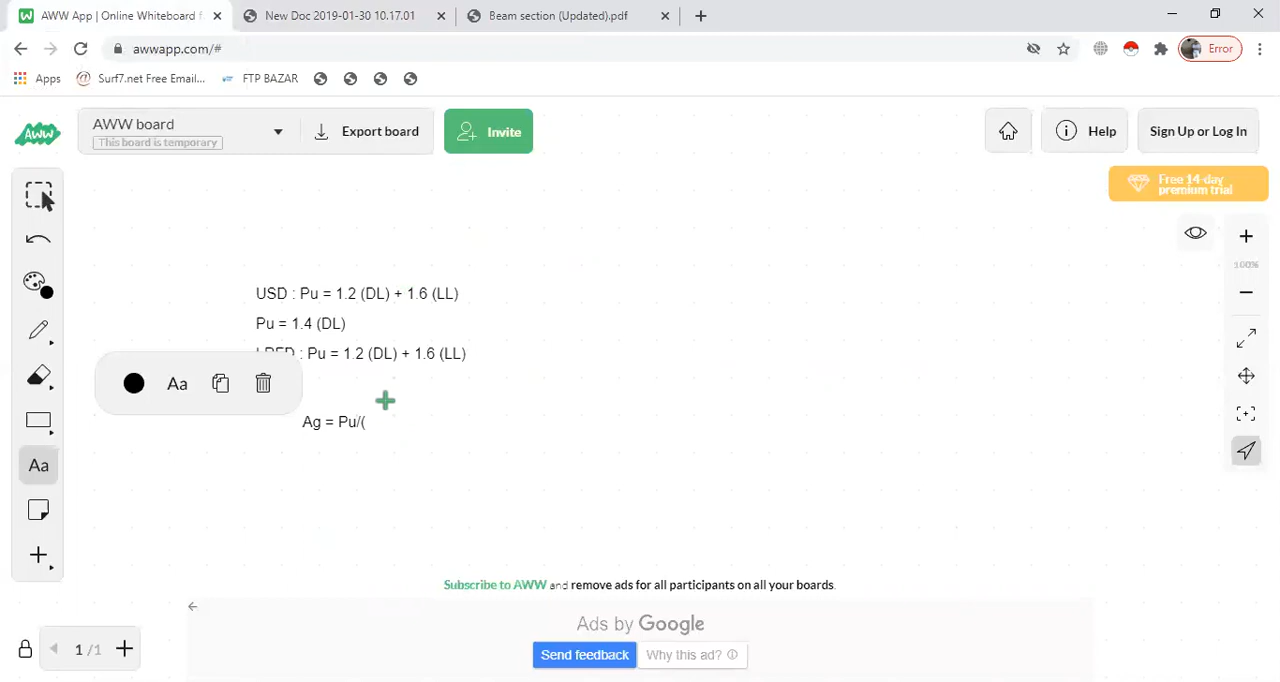 AWW App | Online Whiteboard f
New Doc 2019-01-30 10.17.01
Beam section (Updated).pdf
awwapp.com/#
Error
Apps
Surf7.net Free Email...
FTP BAZAR
AWW
AWW board
This board is temporary
Export board
Invite
Help
Sign Up or Log In
Free 14-day
premium trial
100%
USD : Pu = 1.2 (DL) + 1.6 (LL)
Pu = 1.4 (DL)
: Pu = 1.2 (DL) + 1.6 (LL)
Aa
Ag = Pu/(
Aa
Subscribe to AWW and remove ads for all participants on all your boards.
Ads by Google
Send feedback
Why this ad?
1 /1